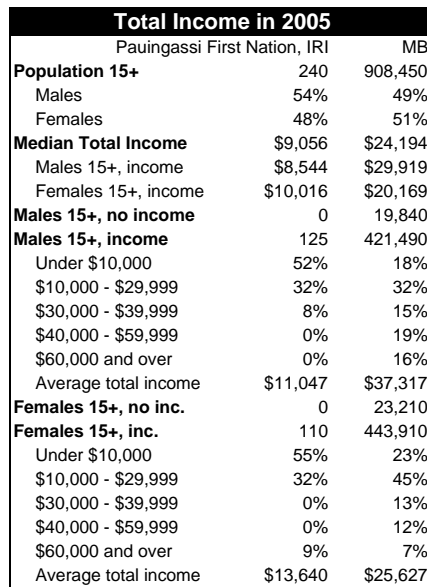 Total Income in 2005
Pauingassi First Nation, IRI MB
Population 15+ 240 908,450
Males 54% 49%
Females 48% 51%
Median Total Income $9,056 $24,194
Males 15+, income $8,544 $29,919
Females 15+, income $10,016 $20,169
Males 15+, no income 0 19,840
Males 15+, income 125 421,490
Under $10,000 52% 18%
$10,000 - $29,999 32% 32%
$30,000 - $39,999 8% 15%
$40,000 - $59,999 0% 19%
$60,000 and over 0% 16%
Average total income $11,047 $37,317
Females 15+, no inc. 0 23,210
Females 15+, inc. 110 443,910
Under $10,000 55% 23%
$10,000 - $29,999 32% 45%
$30,000 - $39,999 0% 13%
$40,000 - $59,999 0% 12%
$60,000 and over 9% 7%
Average total income $13,640 $25,627